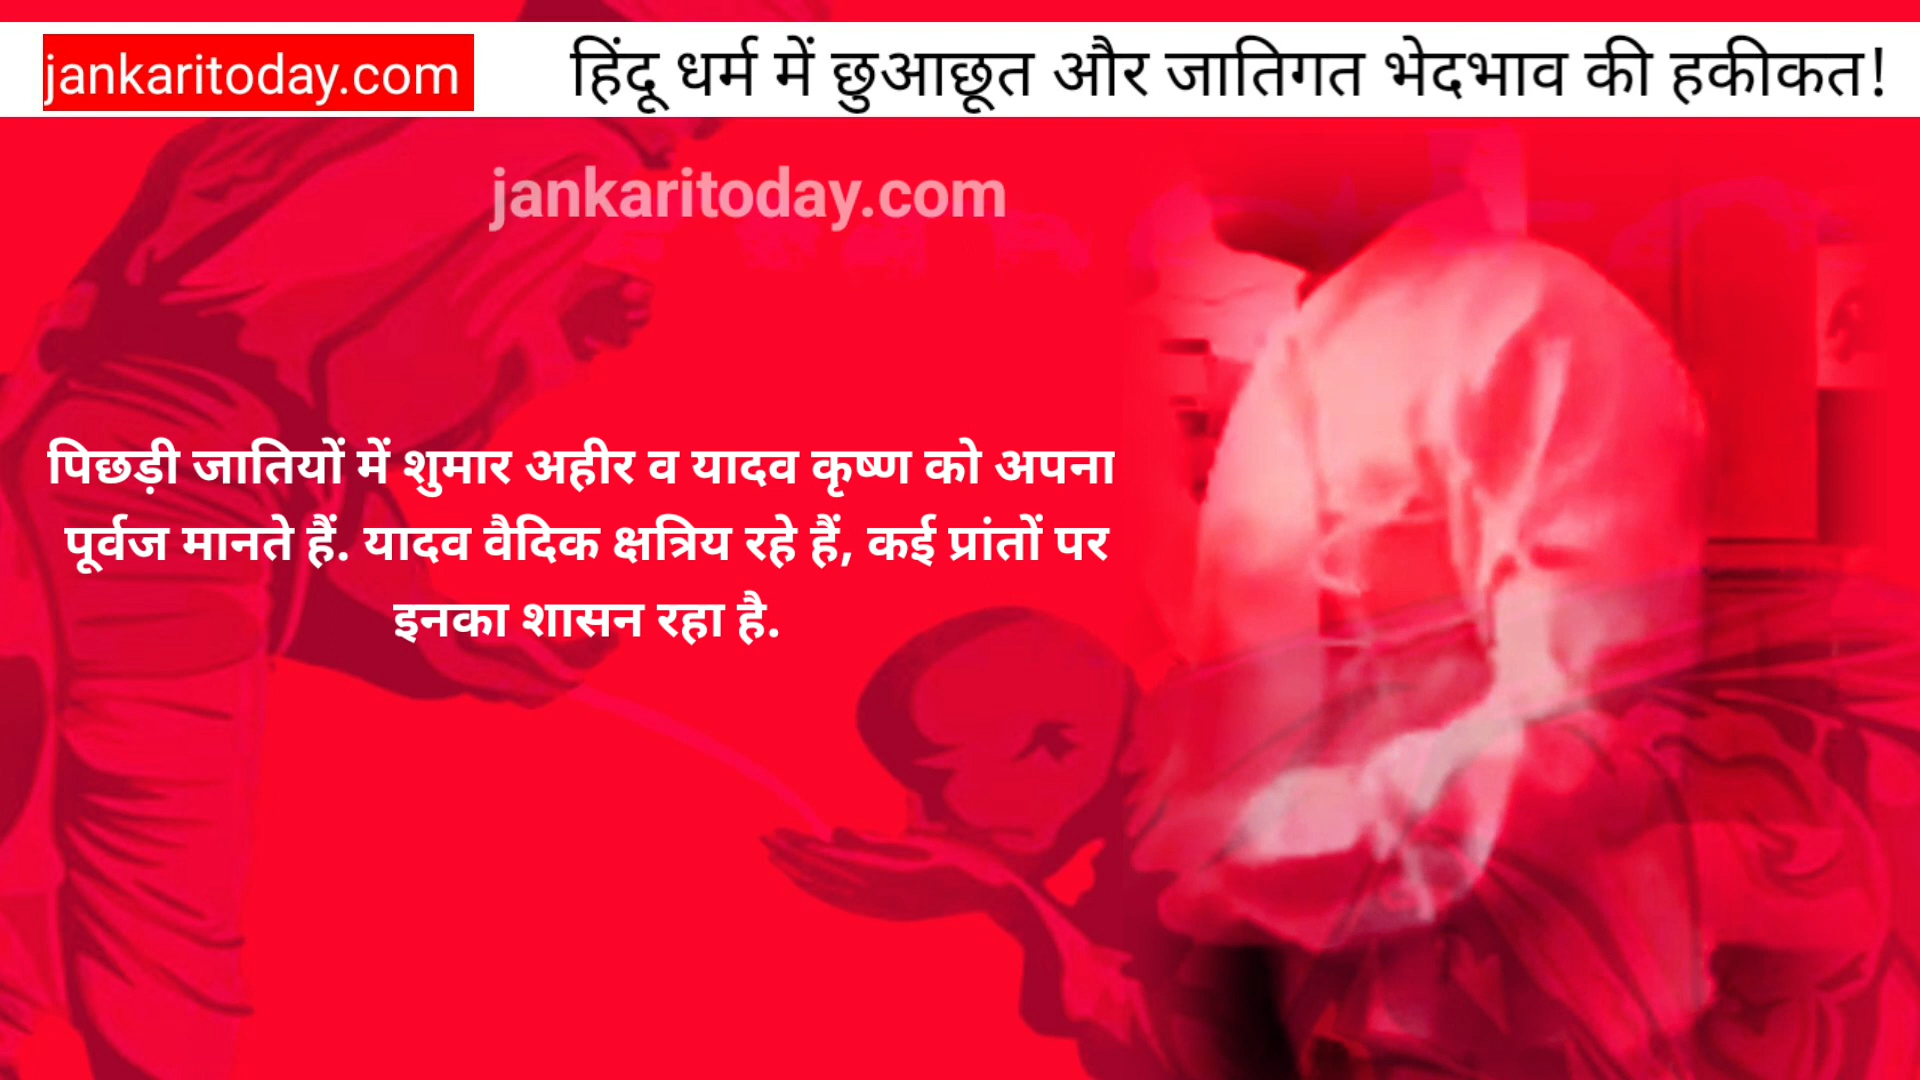 jankaritoday.com
हिंदू धर्म में छुआछूत और जातिगत भेदभाव की हकीकत!
jankaritoday.com
पिछड़ी जातियों में शुमार अहीर व यादव कृष्ण को अपना
पूर्वज मानते हैं. यादव वैदिक क्षत्रिय रहे हैं, कई प्रांतों पर
इनका शासन रहा है.